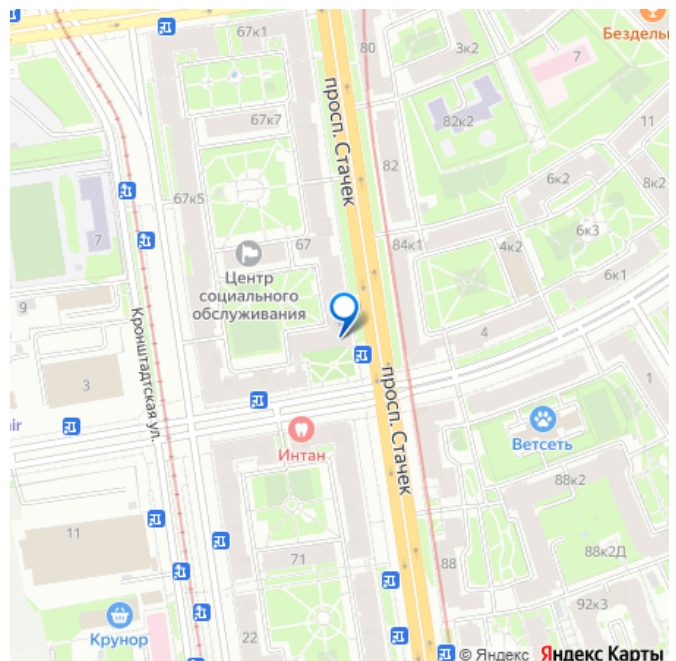 67к1
80
3к2
Бездель
7
67к7
82к2
11
просп. Стачек
82
6к2
8к2
67к5
7
67
84к1
4к2
6к3
Центр
социального
обслуживания
6к1
9
Кронштадтская ул.
4
3
1
просп. Стачек
air
Интан
Ветсеть
88к2
11
71
88
88к2Д
92к3
Крунор
22
© Яндекс Яндекс Карты